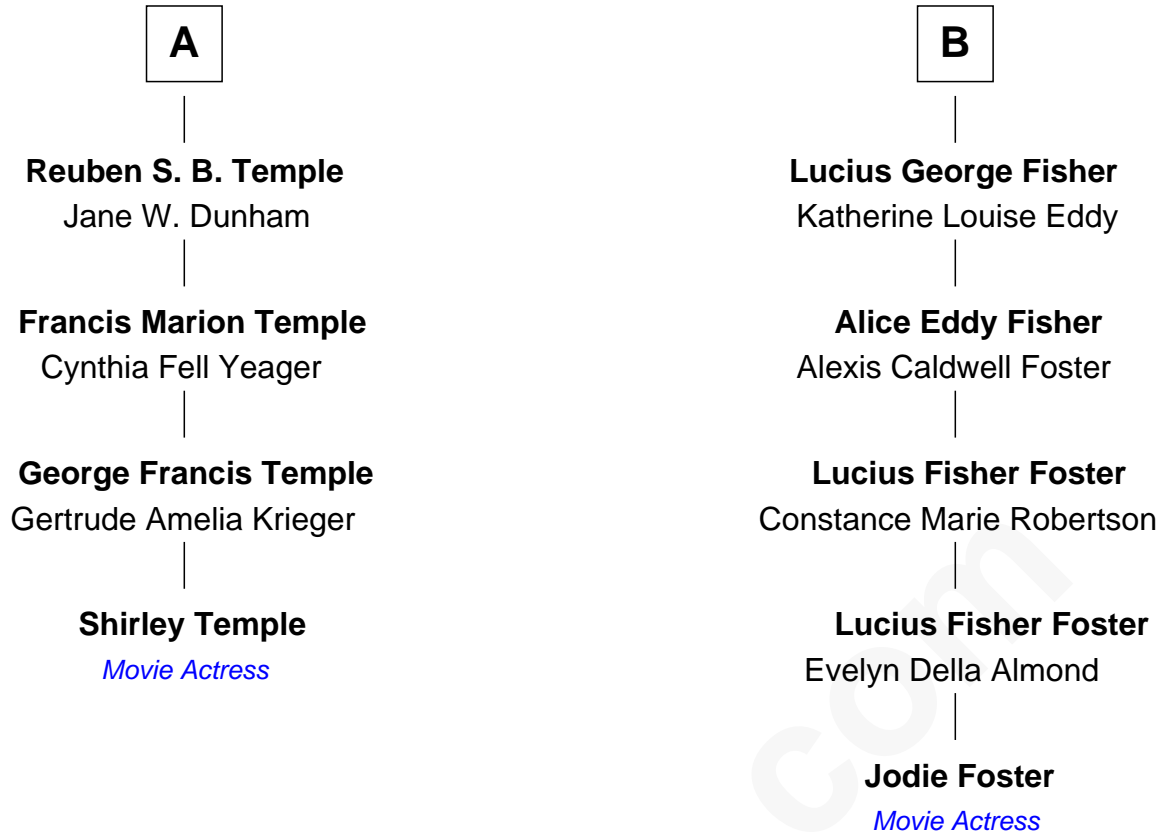 A
Reuben S. B. Temple
Jane W. Dunham
Francis Marion Temple
Cynthia Fell Yeager
George Francis Temple
Gertrude Amelia Krieger
Shirley Temple
Movie Actress
B
Lucius George Fisher
Katherine Louise Eddy
Alice Eddy Fisher
Alexis Caldwell Foster
Lucius Fisher Foster
Constance Marie Robertson
Lucius Fisher Foster
Evelyn Della Almond
Jodie Foster
Movie Actress
com